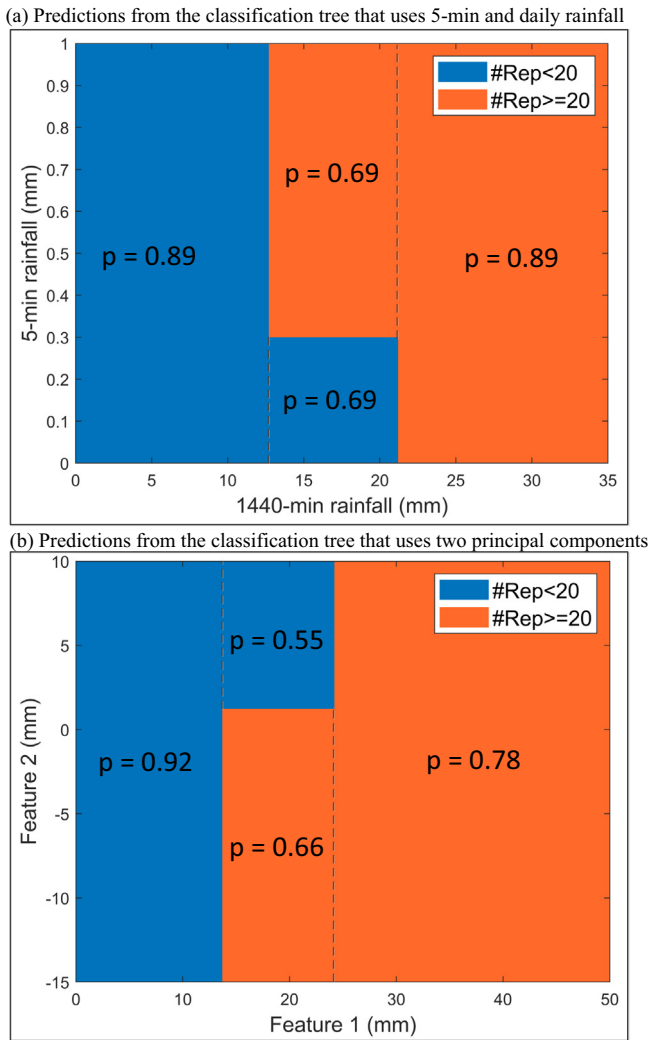 (a) Predictions from the classification tree that uses 5-min and daily rainfall
1
0.9
0.8
0.7
0.6
0.5
0.4
0.3
0.2
0.1
0
5-min rainfall (mm)
#Rep<20
#Rep>=20
p = 0.69
p = 0.89
p = 0.89
p = 0.69
0 5 10 15 20 25 30 35
1440-min rainfall (mm)
(b) Predictions from the classification tree that uses two principal components
10
5
0
-5
-10
-15
Feature 2 (mm)
#Rep<20
#Rep>=20
p = 0.55
p = 0.92
p = 0.78
p = 0.66
0 10 20 30 40 50
Feature 1 (mm)